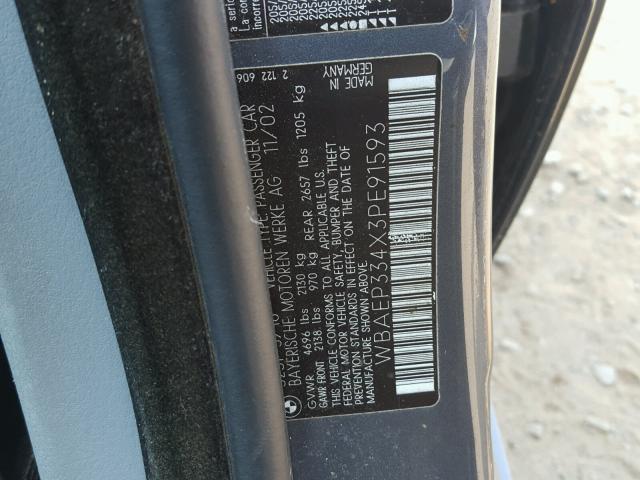 VEHICLE TYPE: PASSENGER CAR
BAYERISCHE MOTOREN WERKE AG 11/02
GVWR 4696 lbs 2130 kg REAR 2657 lbs 1205 kg
GAWR FRONT 2138 lbs 970 kg
THIS VEHICLE CONFORMS TO ALL APPLICABLE U.S.
FEDERAL MOTOR VEHICLE SAFETY, BUMPER AND THEFT
PREVENTION STANDARDS IN EFFECT ON THE DATE OF
MANUFACTURE SHOWN ABOVE.
WBAEP334X3PE91593
2 122 606
MADE IN
GERMANY